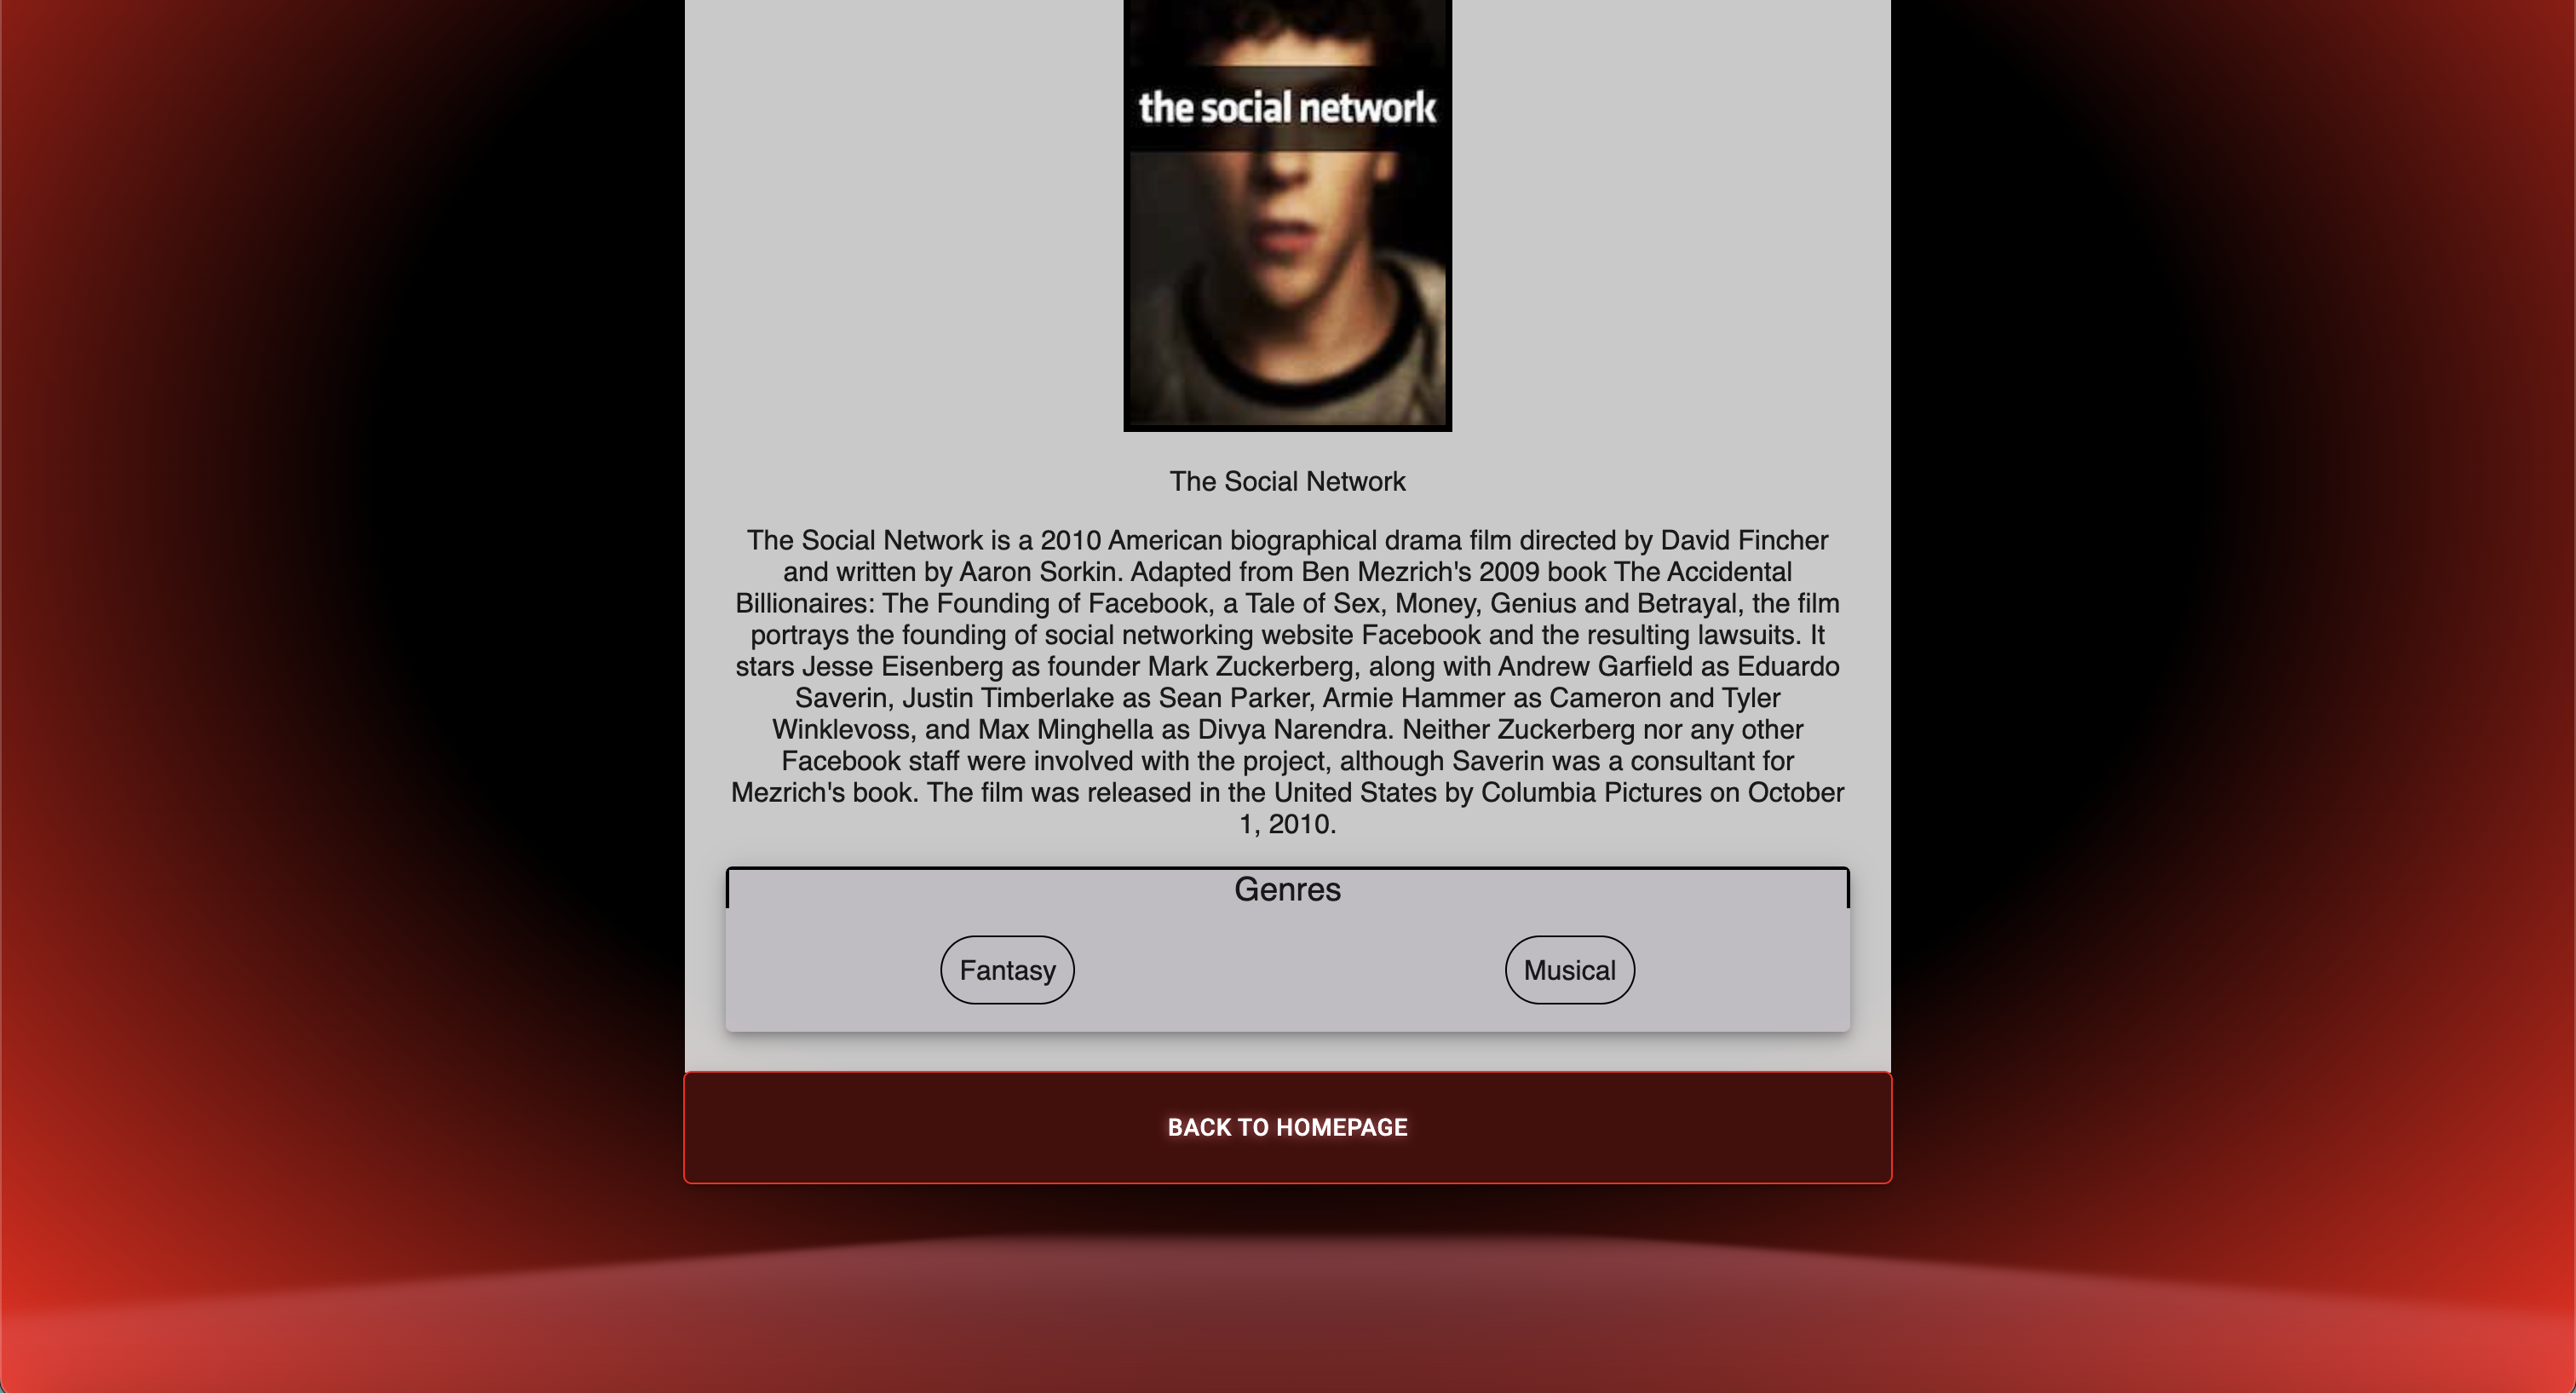 the social network
The Social Network
The Social Network is a 2010 American biographical drama film directed by David Fincher
and written by Aaron Sorkin. Adapted from Ben Mezrich's 2009 book The Accidental
Billionaires: The Founding of Facebook, a Tale of Sex, Money, Genius and Betrayal, the film
portrays the founding of social networking website Facebook and the resulting lawsuits. It
stars Jesse Eisenberg as founder Mark Zuckerberg, along with Andrew Garfield as Eduardo
Saverin, Justin Timberlake as Sean Parker, Armie Hammer as Cameron and Tyler
Winklevoss, and Max Minghella as Divya Narendra. Neither Zuckerberg nor any other
Facebook staff were involved with the project, although Saverin was a consultant for
Mezrich's book. The film was released in the United States by Columbia Pictures on October
1, 2010.
Genres
Fantasy
Musical
BACK TO HOMEPAGE